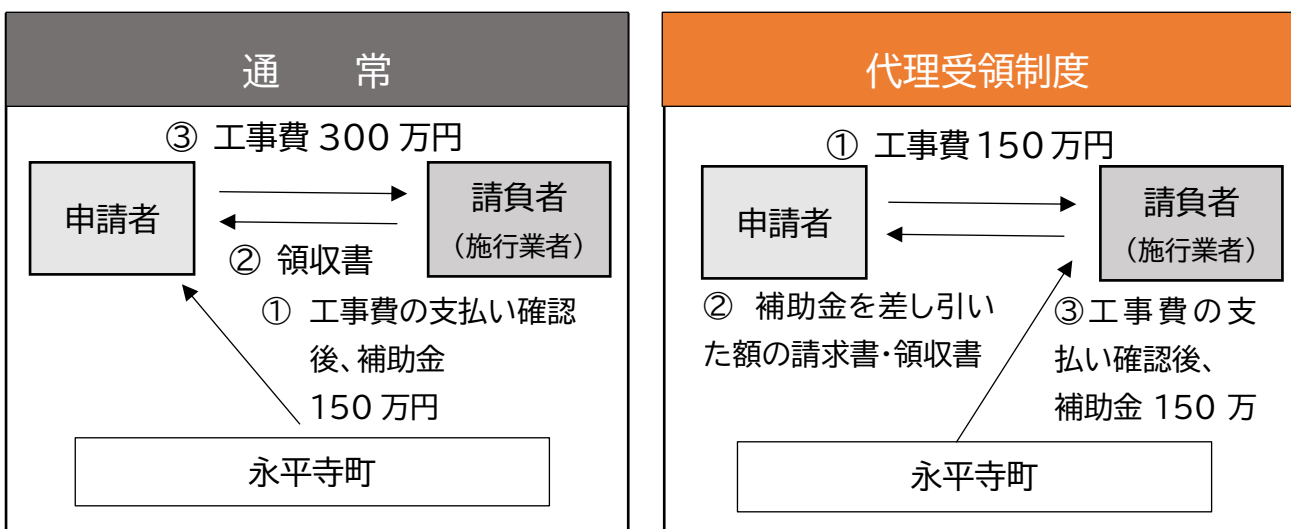 通　常
③ 工事費 300 万円
申請者
請負者
（施行業者）
② 領収書
① 工事費の支払い確認
後、補助金
150 万円
永平寺町
代理受領制度
① 工事費 150 万円
申請者
請負者
（施行業者）
② 補助金を差し引い
た額の請求書・領収書
③工事費の支
払い確認後、
補助金 150 万
永平寺町